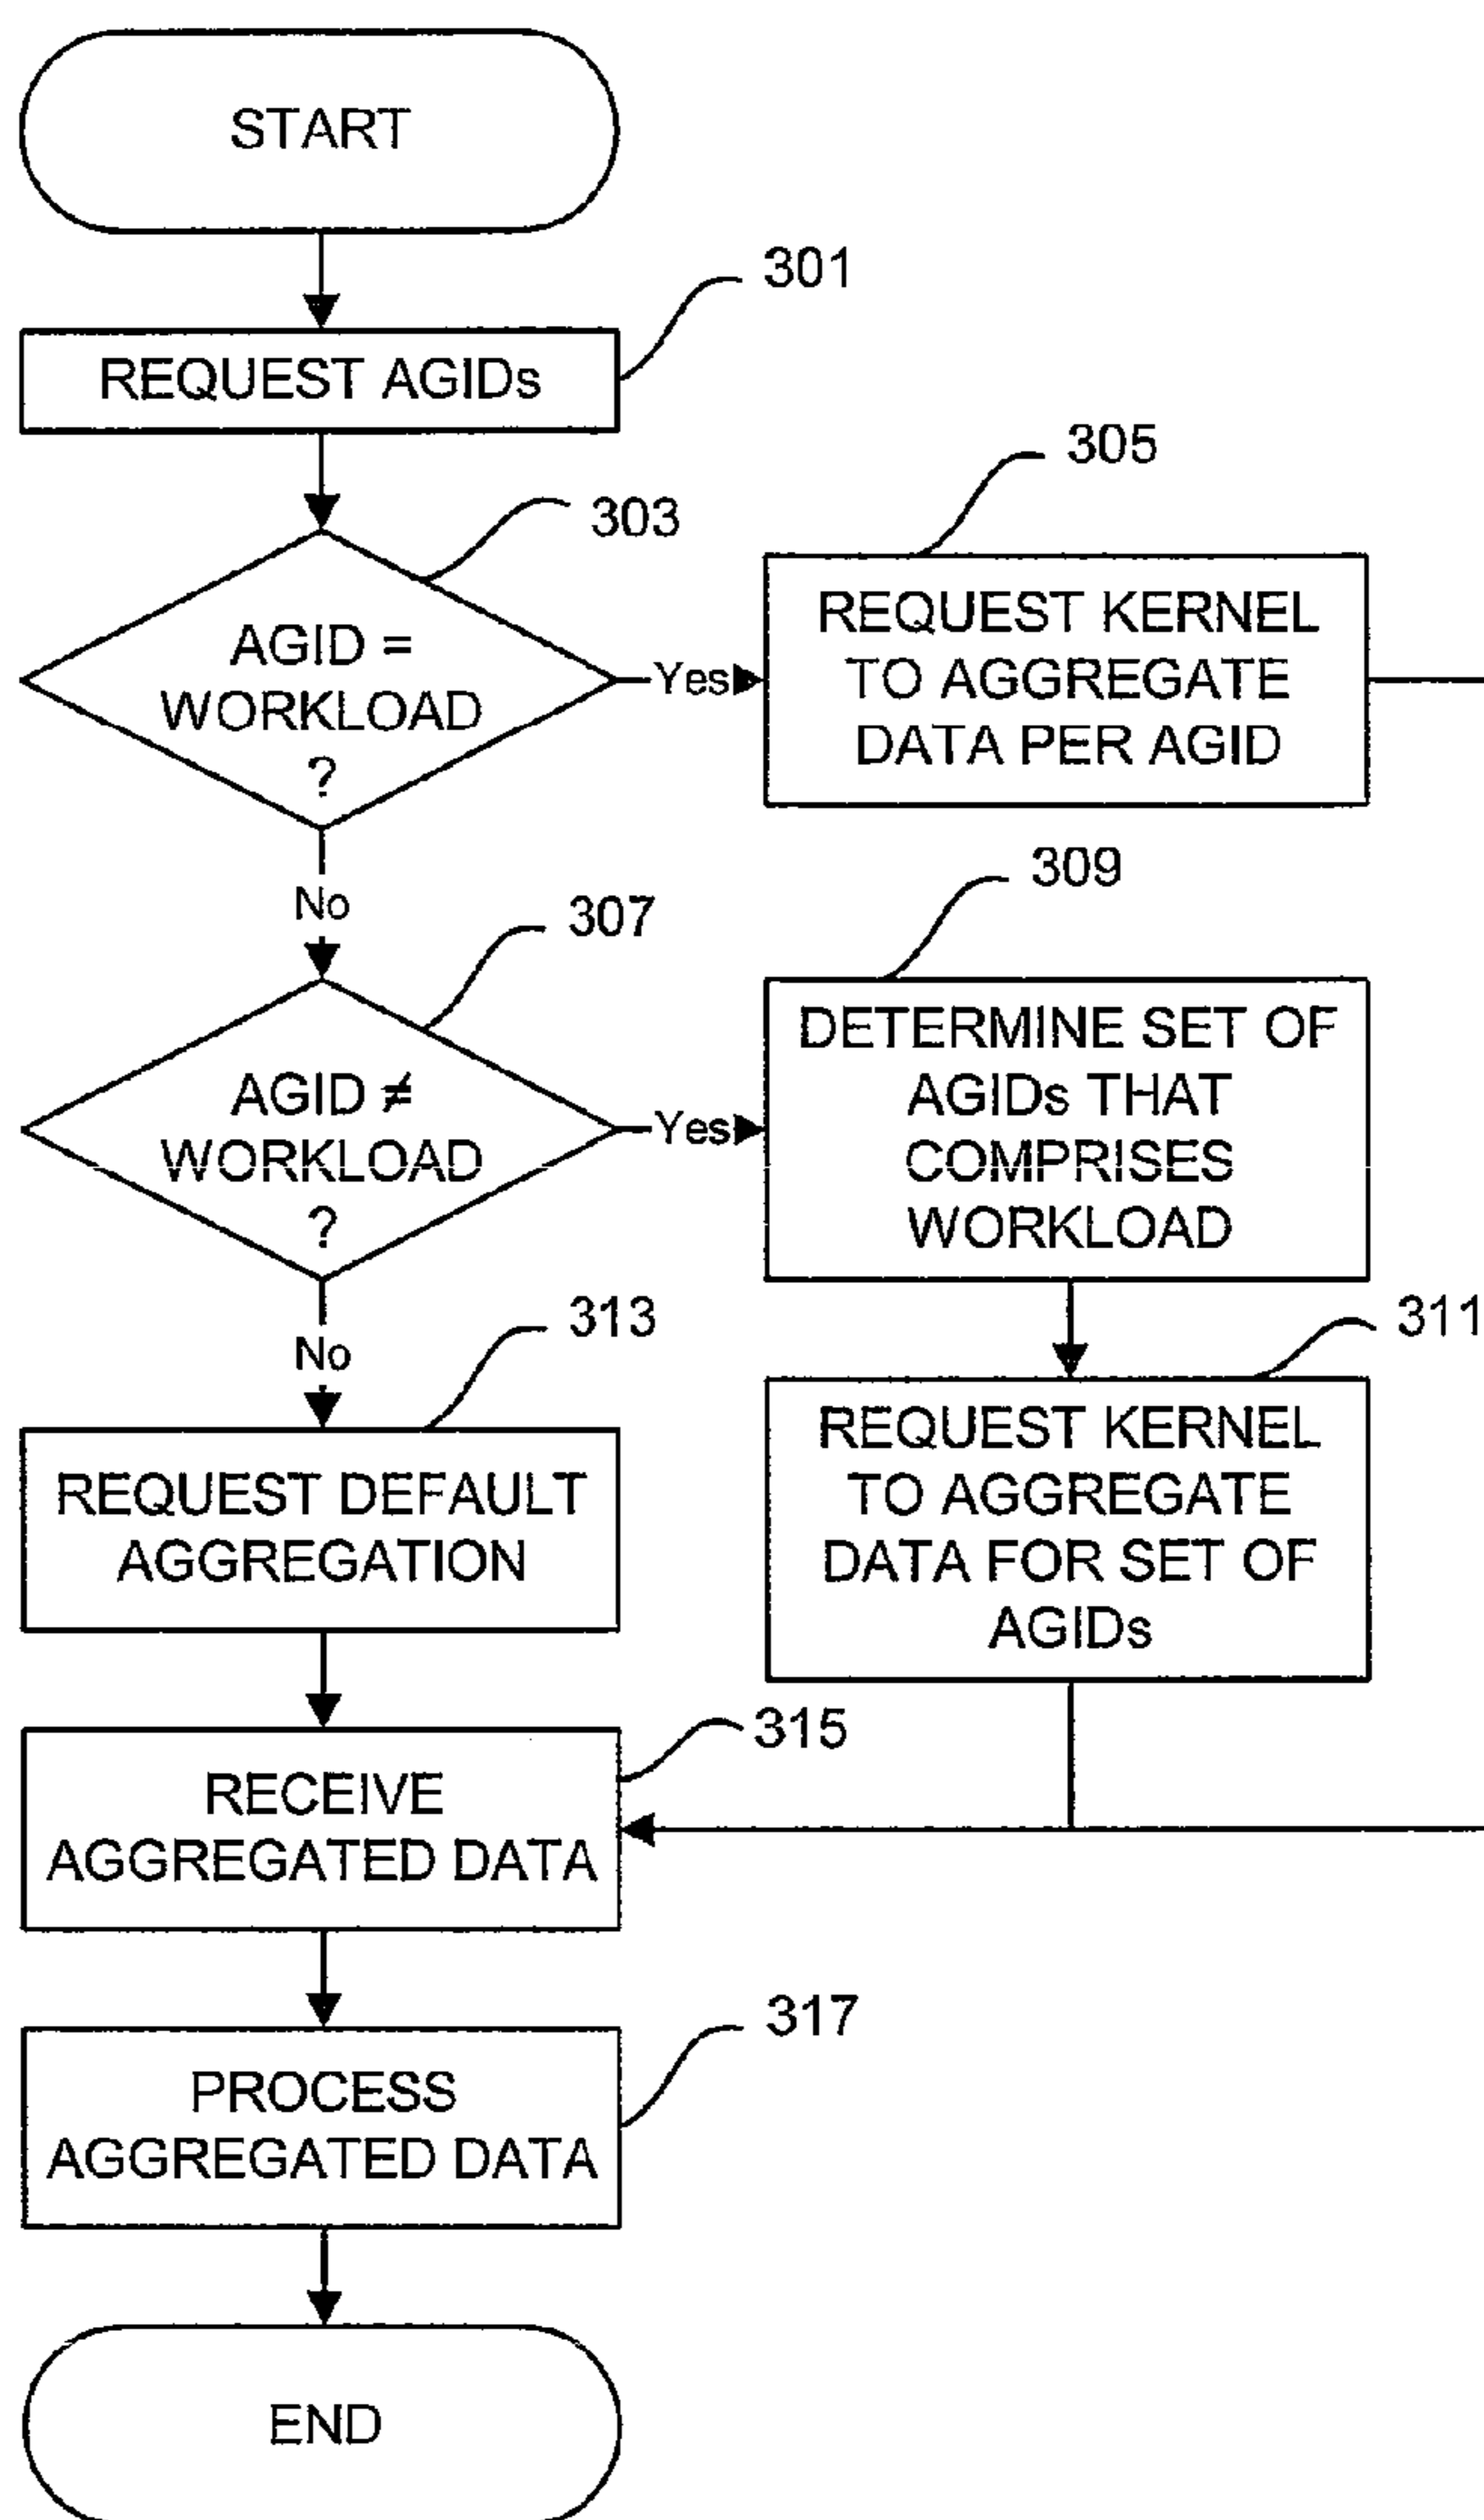 START
301
REQUEST AGIDs
305
303
AGID =
WORKLOAD
?
Yes
REQUEST KERNEL
TO AGGREGATE
DATA PER AGID
No
309
307
AGID ≠
WORKLOAD
?
Yes
DETERMINE SET OF
AGIDs THAT
COMPRISES
WORKLOAD
No
313
311
REQUEST DEFAULT
AGGREGATION
REQUEST KERNEL
TO AGGREGATE
DATA FOR SET OF
AGIDs
315
RECEIVE
AGGREGATED DATA
317
PROCESS
AGGREGATED DATA
END